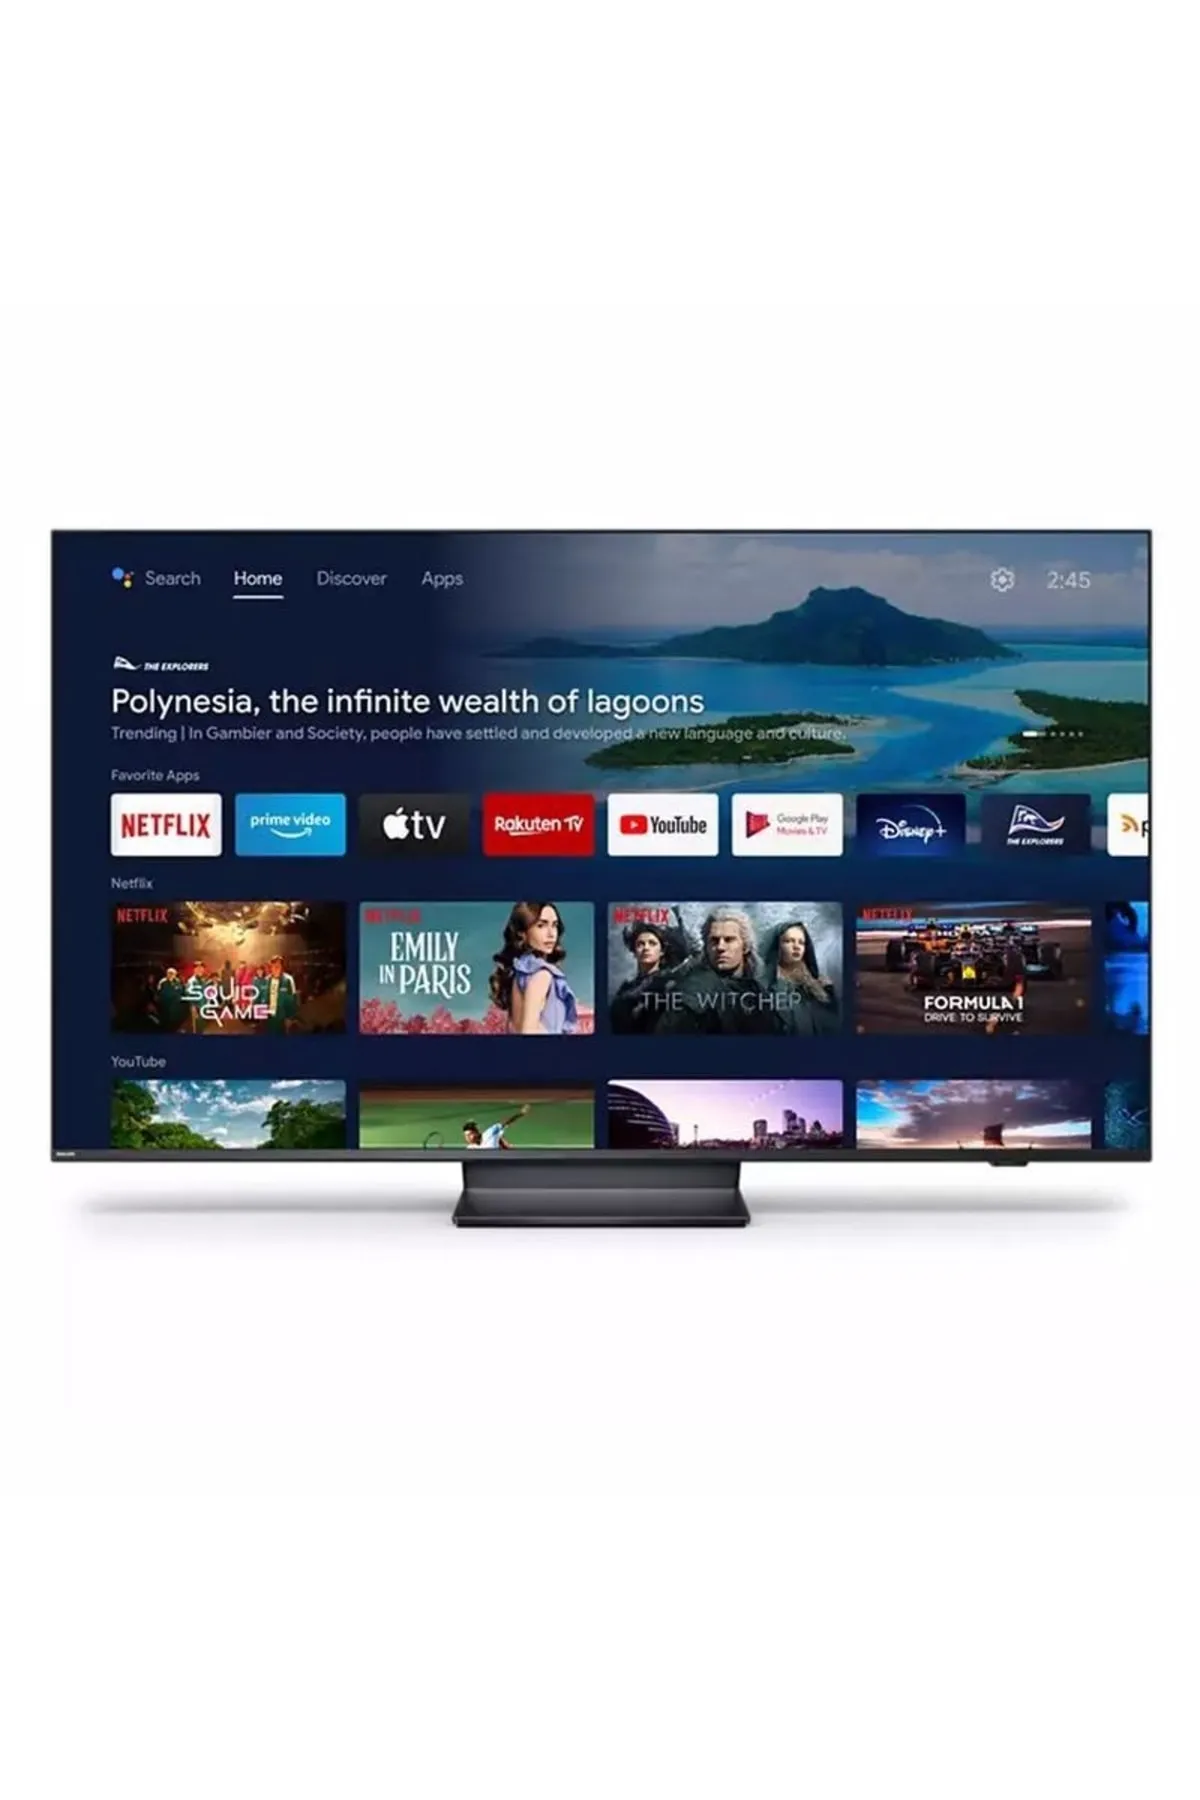 Search Home Discover Apps 2:45
THE EXPLORERS
Polynesia, the infinite wealth of lagoons
Trending | In Gambier and Society, people have settled and developed a new language and culture.
Favorite Apps
NETFLIX prime video tv Rakuten TV YouTube Google Play Movies & TV Disney+ THE EXPLORERS p
Netflix
NETFLIX NETFLIX NETFLIX NETFLIX
SQUID GAME
EMILY IN PARIS
THE WITCHER
FORMULA 1
DRIVE TO SURVIVE
YouTube
PHILIPS